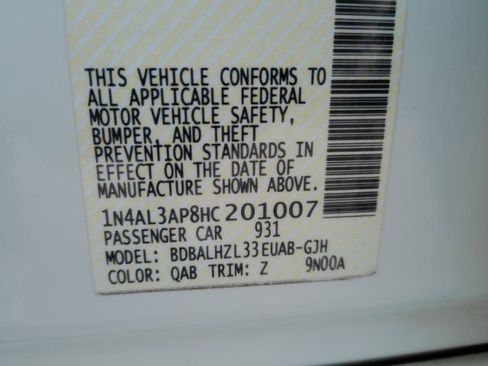 THIS VEHICLE CONFORMS TO
ALL APPLICABLE FEDERAL
MOTOR VEHICLE SAFETY,
BUMPER, AND THEFT
PREVENTION STANDARDS IN
EFFECT ON THE DATE OF
MANUFACTURE SHOWN ABOVE.
1N4AL3AP8HC201007
PASSENGER CAR 931
MODEL: BDBALHZL33EUAB-GJH
COLOR: QAB TRIM: Z 9N00A